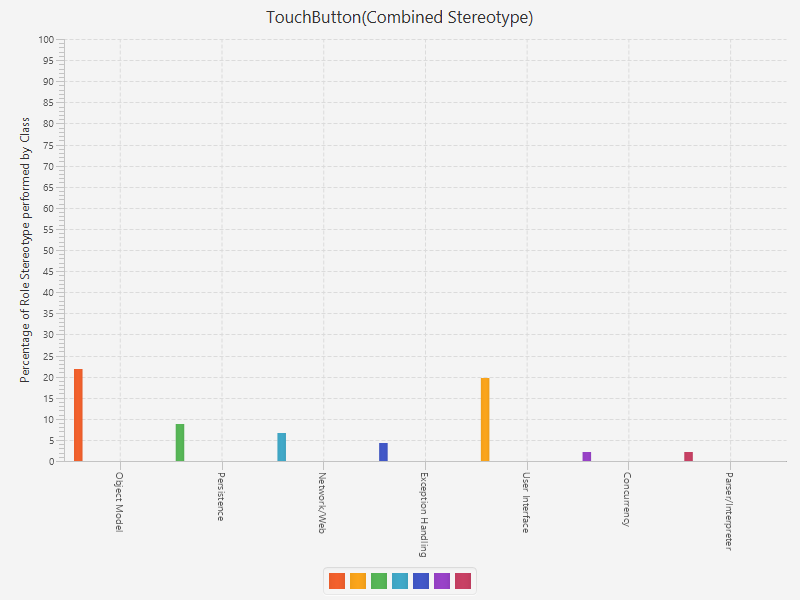 TouchButton(Combined Stereotype)
Percentage of Role Stereotype performed by Class
100
95
90
85
80
75
70
65
60
55
50
45
40
35
30
25
20
15
10
5
0
Object Model
Persistence
Network/Web
Exception Handling
User Interface
Concurrency
Parser/Interpreter